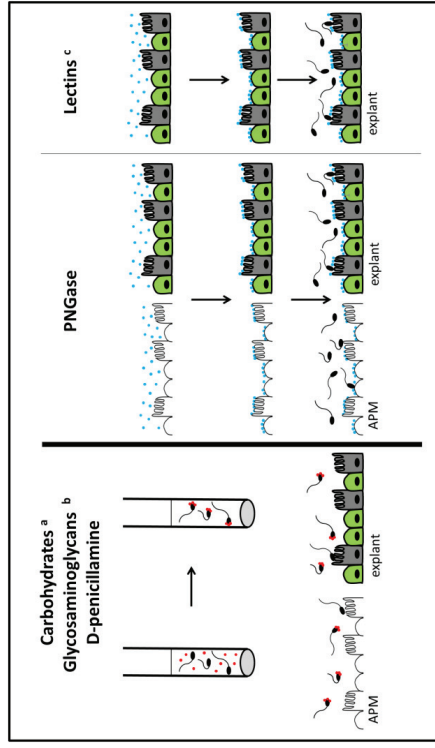 Carbohydrates a
Glycosaminoglycans b
D-penicillamine
APM
explant
PNGase
APM
explant
Lectins c
explant